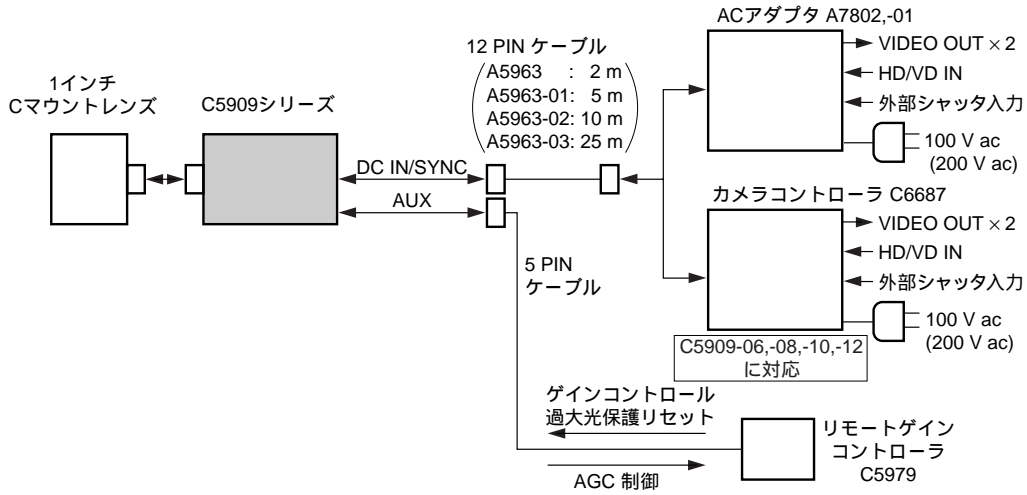 ACアダプタ A7802,-01
VIDEO OUT × 2
HD/VD IN
外部シャッタ入力
100 V ac
(200 V ac)
12 PIN ケーブル
A5963 : 2 m
A5963-01: 5 m
A5963-02: 10 m
A5963-03: 25 m
1インチ
Cマウントレンズ
C5909シリーズ
DC IN/SYNC
AUX
カメラコントローラ C6687
VIDEO OUT × 2
HD/VD IN
外部シャッタ入力
100 V ac
(200 V ac)
C5909-06,-08,-10,-12
に対応
5 PIN
ケーブル
ゲインコントロール
過大光保護リセット
AGC 制御
リモートゲイン
コントローラ
C5979